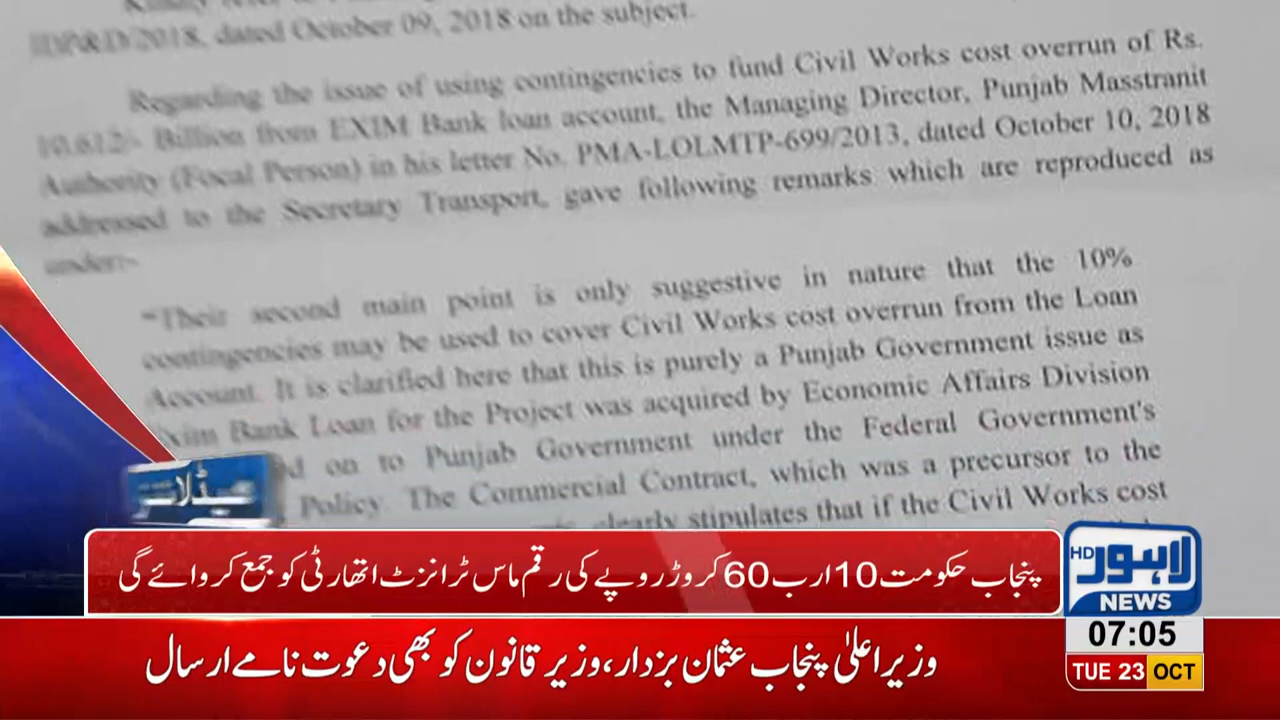 IDP&D/2018, dated October 09, 2018 on the subject.
Regarding the issue of using contingencies to fund Civil Works cost overrun of Rs.
10.612/- Billion from EXIM Bank loan account, the Managing Director, Punjab Masstranit
Authority (Focal Person) in his letter No. PMA-LOLMTP-699/2013, dated October 10, 2018
addressed to the Secretary Transport, gave following remarks which are reproduced as
under:-
"Their second main point is only suggestive in nature that the 10%
contingencies may be used to cover Civil Works cost overrun from the Loan
Account. It is clarified here that this is purely a Punjab Government issue as
Exim Bank Loan for the Project was acquired by Economic Affairs Division
on to Punjab Government under the Federal Government's
Policy. The Commercial Contract, which was a precursor to the
clearly stipulates that if the Civil Works cost
ہیڈلائنز
پنجاب حکومت 10 ارب 60 کروڑ روپے کی رقم ماس ٹرانزٹ اتھارٹی کو جمع کروائے گی
HD لاہور
NEWS
وزیراعلیٰ پنجاب عثمان بزدار، وزیر قانون کو بھی دعوت نامے ارسال
07:05
TUE 23 OCT